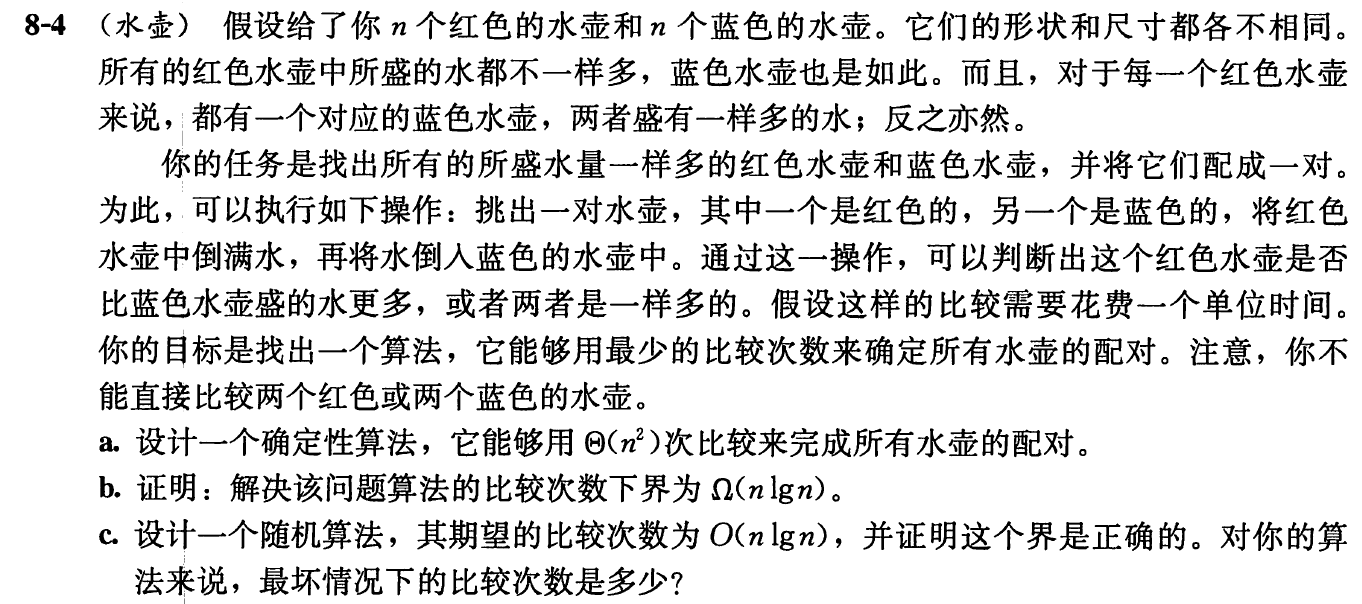 8-4 （水壶） 假设给了你 n 个红色的水壶和 n 个蓝色的水壶。它们的形状和尺寸都各不相同。
所有的红色水壶中所盛的水都不一样多，蓝色水壶也是如此。而且，对于每一个红色水壶
来说，都有一个对应的蓝色水壶，两者盛有一样多的水；反之亦然。
你的任务是找出所有的所盛水量一样多的红色水壶和蓝色水壶，并将它们配成一对。
为此，可以执行如下操作：挑出一对水壶，其中一个是红色的，另一个是蓝色的，将红色
水壶中倒满水，再将水倒入蓝色的水壶中。通过这一操作，可以判断出这个红色水壶是否
比蓝色水壶盛的水更多，或者两者是一样多的。假设这样的比较需要花费一个单位时间。
你的目标是找出一个算法，它能够用最少的比较次数来确定所有水壶的配对。注意，你不
能直接比较两个红色或两个蓝色的水壶。
a. 设计一个确定性算法，它能够用 Θ(n²)次比较来完成所有水壶的配对。
b. 证明：解决该问题算法的比较次数下界为 Ω(n lgn)。
c. 设计一个随机算法，其期望的比较次数为 O(n lgn)，并证明这个界是正确的。对你的算
法来说，最坏情况下的比较次数是多少？